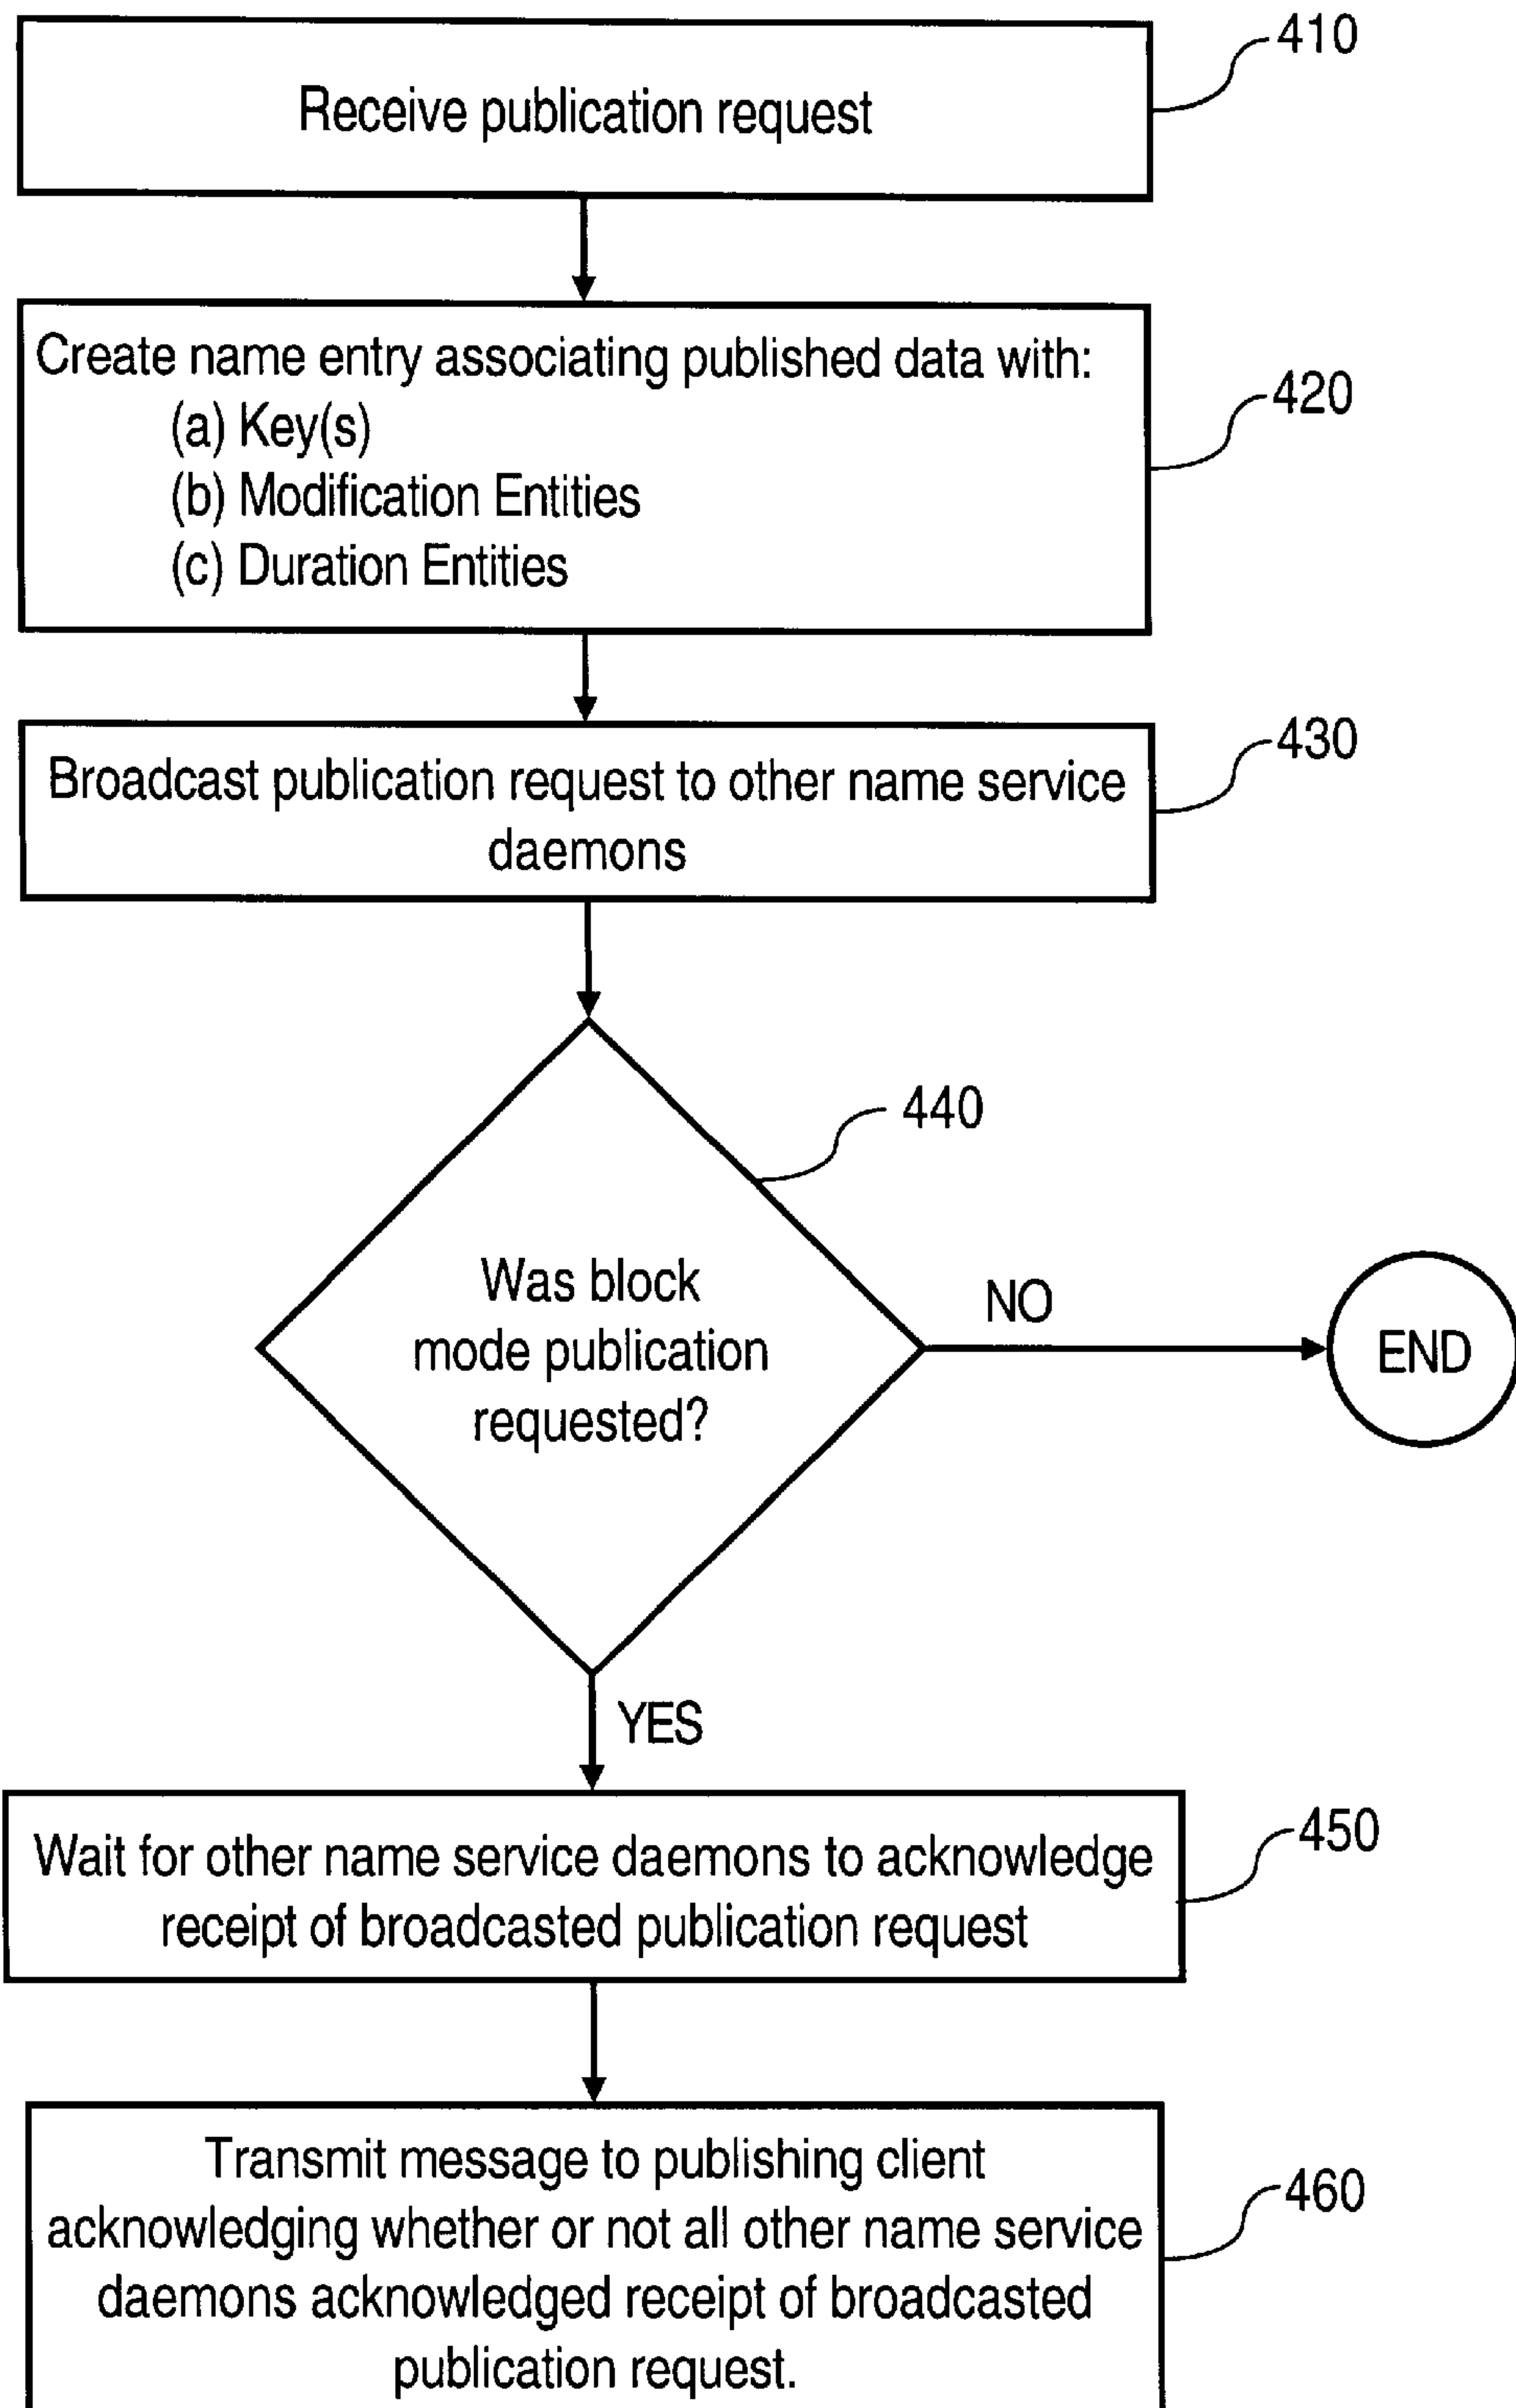 410
Receive publication request
Create name entry associating published data with:
420
(a) Key(s)
(b) Modification Entities
(c) Duration Entities
430
Broadcast publication request to other name service
daemons
440
Was block
mode publication
requested?
NO
END
YES
450
Wait for other name service daemons to acknowledge
receipt of broadcasted publication request
Transmit message to publishing client
460
acknowledging whether or not all other name service
daemons acknowledged receipt of broadcasted
publication request.